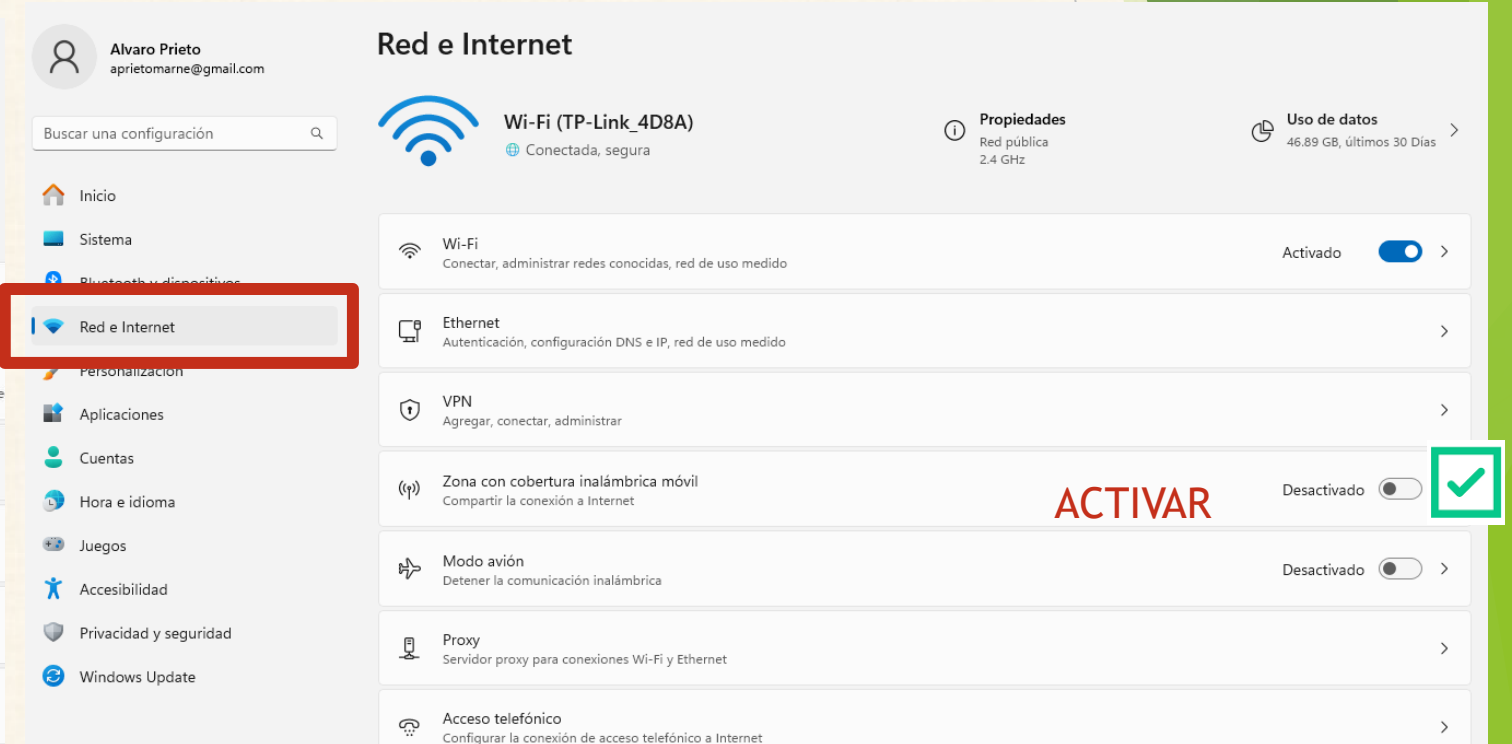 Alvaro Prieto
aprietomarne@gmail.com
Buscar una configuración
Inicio
Sistema
Bluetooth y dispositivos
Red e Internet
Personalización
Aplicaciones
Cuentas
Hora e idioma
Juegos
Accesibilidad
Privacidad y seguridad
Windows Update
Red e Internet
Wi-Fi (TP-Link_4D8A)
Conectada, segura
Propiedades
Red pública
2.4 GHz
Uso de datos
46.89 GB, últimos 30 Días
Wi-Fi
Conectar, administrar redes conocidas, red de uso medido
Activado
Ethernet
Autenticación, configuración DNS e IP, red de uso medido
VPN
Agregar, conectar, administrar
Zona con cobertura inalámbrica móvil
Compartir la conexión a Internet
ACTIVAR
Desactivado
Modo avión
Detener la comunicación inalámbrica
Desactivado
Proxy
Servidor proxy para conexiones Wi-Fi y Ethernet
Acceso telefónico
Configurar la conexión de acceso telefónico a Internet